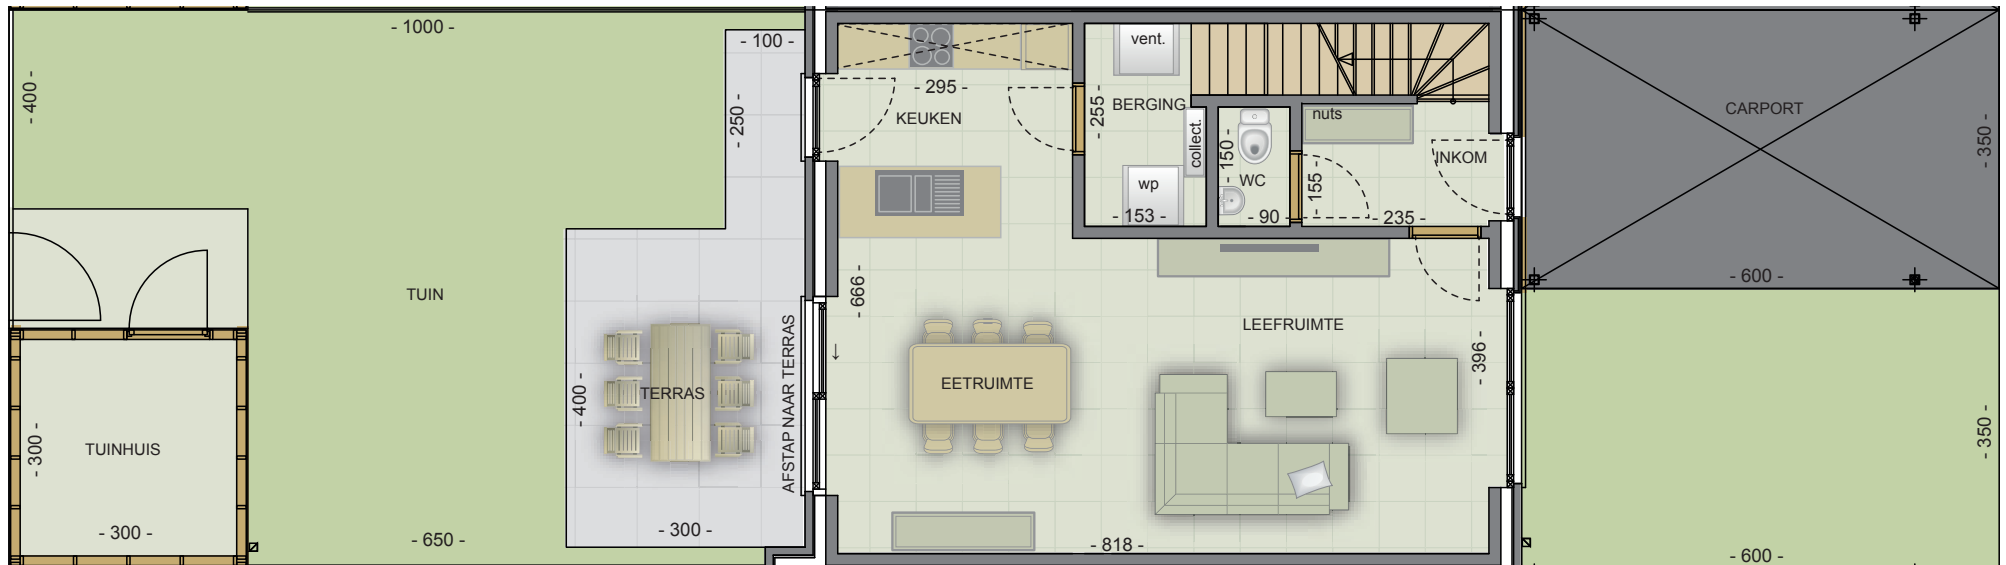 - 1000 -
- 100 -
- 400 -
- 250 -
TUIN
- 400 -
TERRAS
AFSTAP NAAR TERRAS
- 300 -
TUINHUIS
- 300 -
- 650 -
- 300 -
- 295 -
KEUKEN
- 255 -
vent.
BERGING
collect.
wp
- 153 -
- 150 -
WC
- 90 -
nuts
- 155 -
INKOM
- 235 -
- 666 -
EETRUIMTE
LEEFRUIMTE
- 396 -
- 818 -
CARPORT
- 350 -
- 600 -
- 350 -
- 600 -